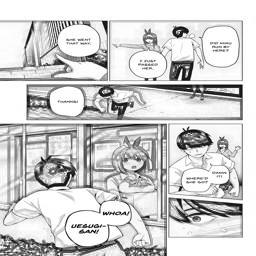 DID MIKU
RUN BY
HERE?
I JUST
PASSED
HER.
SHE WENT
THAT WAY.
THANKS!
DAMN
IT!
WHERE'D
SHE GO?
WHOA!
UESUGI-
SAN!